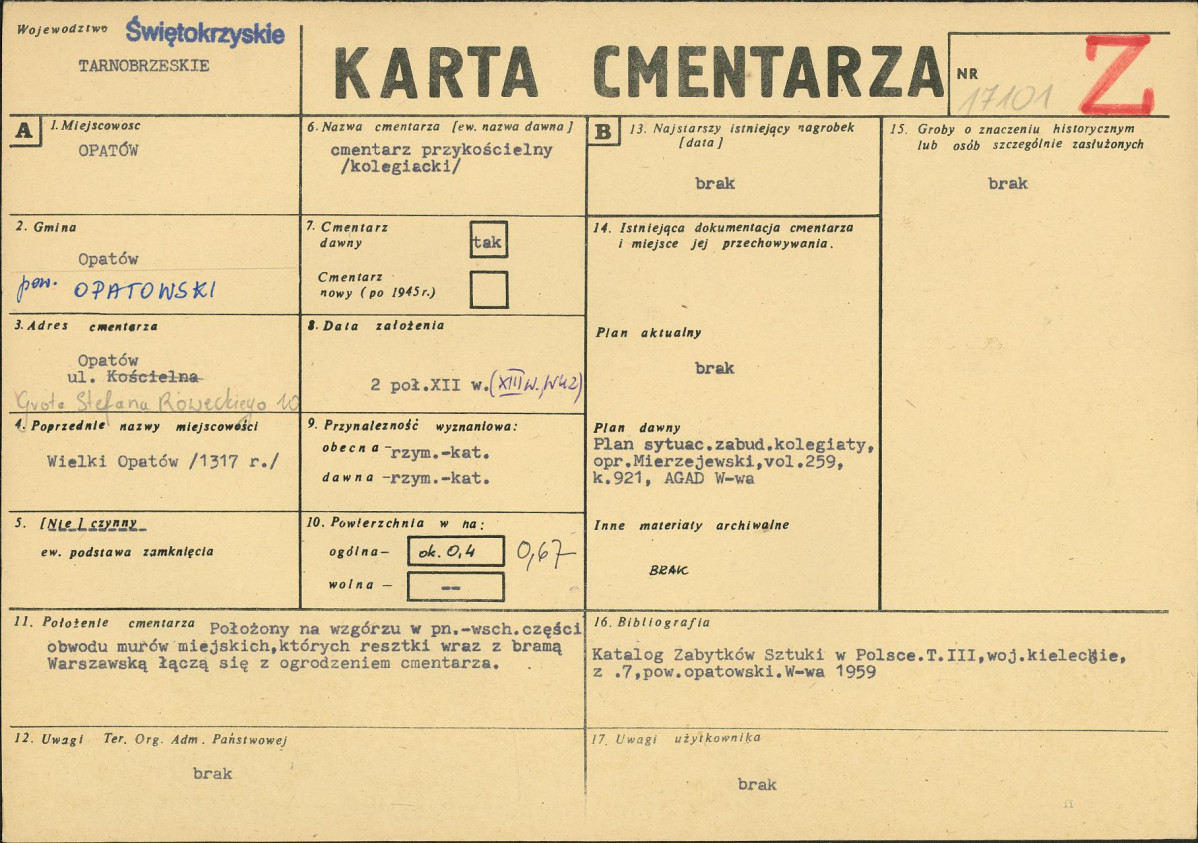 Wojewodztwo Świętokrzyskie
TARNOBRZESKIE
KARTA CMENTARZA
NR
17101
Z
A
1. Miejscowosc
OPATÓW
2. Gmina
Opatów
pow. OPATOWSKI
3. Adres cmentarza
Opatów
ul. Kościelna
Grota Stefana Roweckiego 10
4. Poprzednie nazwy miejscowości
Wielki Opatów /1317 r./
5. [Nie] czynny
ew. podstawa zamknięcia
6. Nazwa cmentarza [ew. nazwa dawna]
cmentarz przykościelny
/kolegiacki/
7. Cmentarz
dawny
tak
Cmentarz
nowy (po 1945 r.)
8. Data założenia
2 poł.XII w. (XIII w./w42)
9. Przynależność wyznaniowa:
obecna - rzym.-kat.
dawna - rzym.-kat.
10. Powierzchnia w ha:
ogólna - ok. 0,4 0,67
wolna - --
11. Położenie cmentarza Położony na wzgórzu w pn.-wsch.części
obwodu murów miejskich,których resztki wraz z bramą
Warszawską łączą się z ogrodzeniem cmentarza.
12. Uwagi Ter. Org. Adm. Państwowej
brak
B
13. Najstarszy istniejący nagrobek
[data]
brak
14. Istniejąca dokumentacja cmentarza
i miejsce jej przechowywania.
Plan aktualny
brak
Plan dawny
Plan sytuac.zabud.kolegiaty,
opr.Mierzejewski,vol.259,
k.921, AGAD W-wa
Inne materiały archiwalne
BRAK
15. Groby o znaczeniu historycznym
lub osób szczególnie zasłużonych
brak
16. Bibliografia
Katalog Zabytków Sztuki w Polsce.T.III,woj.kieleckie,
z .7,pow.opatowski.W-wa 1959
17. Uwagi użytkownika
brak